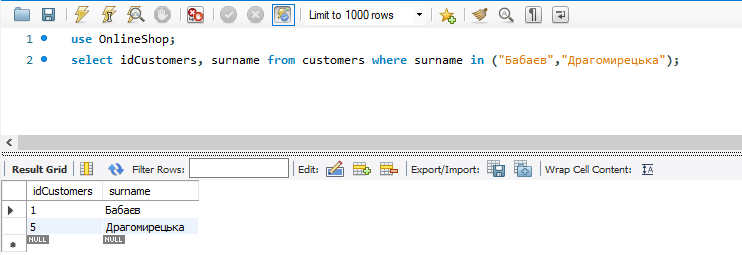 Limit to 1000 rows
1 use OnlineShop;
2 select idCustomers, surname from customers where surname in ("Бабаєв","Драгомирецька");
Result Grid Filter Rows: Edit: Export/Import: Wrap Cell Content:
idCustomers surname
1 Бабаєв
5 Драгомирецька
NULL NULL